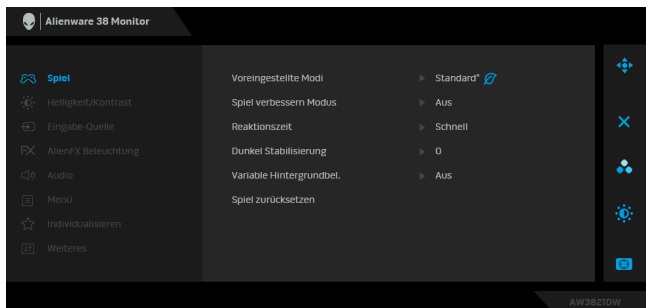 Alienware 38 Monitor
Spiel
Helligkeit/Kontrast
Eingabe-Quelle
FX AlienFX Beleuchtung
Audio
Menü
Individualisieren
Weiteres
Voreingestellte Modi Standard*
Spiel verbessern Modus Aus
Reaktionszeit Schnell
Dunkel Stabilisierung 0
Variable Hintergrundbel. Aus
Spiel zurücksetzen
AW3821DW